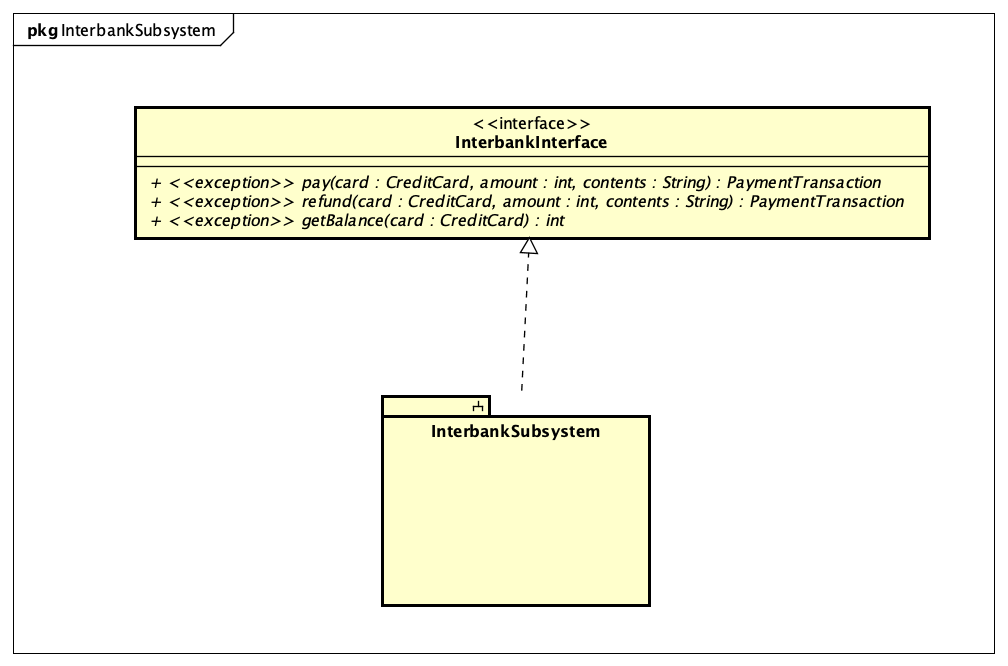 pkg InterbankSubsystem
<<interface>>
InterbankInterface
+ <<exception>> pay(card : CreditCard, amount : int, contents : String) : PaymentTransaction
+ <<exception>> refund(card : CreditCard, amount : int, contents : String) : PaymentTransaction
+ <<exception>> getBalance(card : CreditCard) : int
InterbankSubsystem